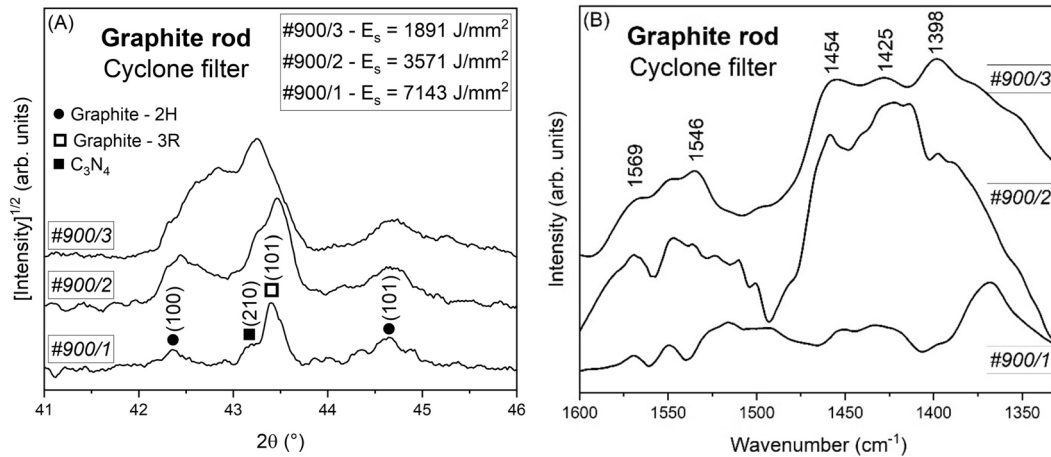 (A)
Graphite rod
Cyclone filter
#900/3 - Es = 1891 J/mm²
#900/2 - Es = 3571 J/mm²
#900/1 - Es = 7143 J/mm²
● Graphite - 2H
□ Graphite - 3R
■ C₃N₄
[Intensity]^1/2 (arb. units)
#900/3
#900/2
#900/1
(100)
(210)
(101)
(101)
41 42 43 44 45 46
2θ (°)
(B)
Graphite rod
Cyclone filter
1569
1546
1454
1425
1398
#900/3
#900/2
#900/1
Intensity (arb. units)
1600 1550 1500 1450 1400 1350
Wavenumber (cm⁻¹)